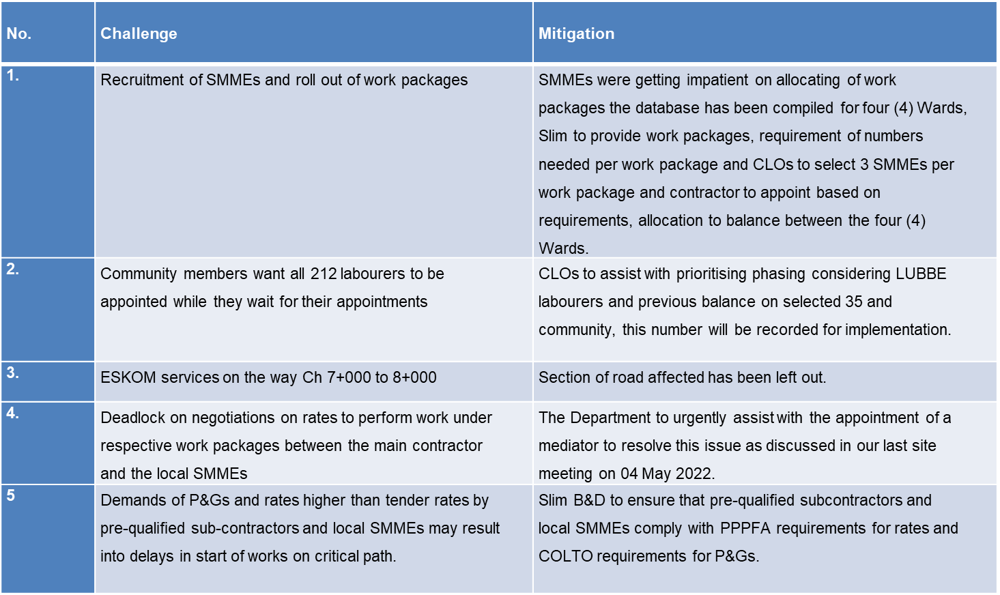 No.
Challenge
Mitigation
1.
Recruitment of SMMEs and roll out of work packages
SMMEs were getting impatient on allocating of work
packages the database has been compiled for four (4) Wards,
Slim to provide work packages, requirement of numbers
needed per work package and CLOs to select 3 SMMEs per
work package and contractor to appoint based on
requirements, allocation to balance between the four (4)
Wards.
2.
Community members want all 212 labourers to be
appointed while they wait for their appointments
CLOs to assist with prioritising phasing considering LUBBE
labourers and previous balance on selected 35 and
community, this number will be recorded for implementation.
3.
ESKOM services on the way Ch 7+000 to 8+000
Section of road affected has been left out.
4.
Deadlock on negotiations on rates to perform work under
respective work packages between the main contractor
and the local SMMEs
The Department to urgently assist with the appointment of a
mediator to resolve this issue as discussed in our last site
meeting on 04 May 2022.
5
Demands of P&Gs and rates higher than tender rates by
pre-qualified sub-contractors and local SMMEs may result
into delays in start of works on critical path.
Slim B&D to ensure that pre-qualified subcontractors and
local SMMEs comply with PPPFA requirements for rates and
COLTO requirements for P&Gs.